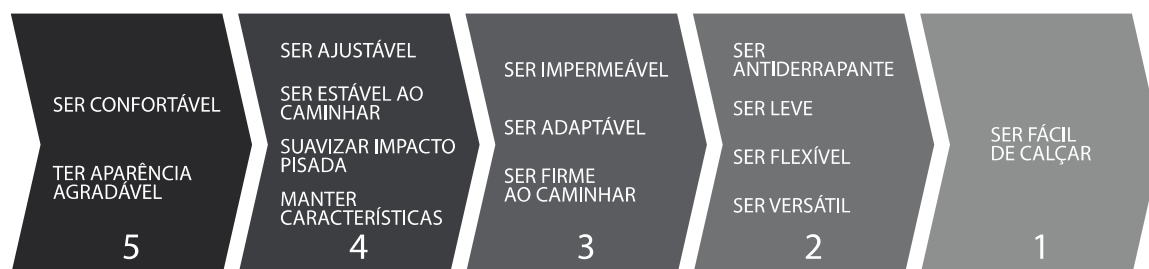 SER CONFORTÁVEL
TER APARÊNCIA
AGRADÁVEL
5
SER AJUSTÁVEL
SER ESTÁVEL AO
CAMINHAR
SUAVIZAR IMPACTO
PISADA
MANTER
CARACTERÍSTICAS
4
SER IMPERMEÁVEL
SER ADAPTÁVEL
SER FIRME
AO CAMINHAR
3
SER
ANTIDERRAPANTE
SER LEVE
SER FLEXÍVEL
SER VERSÁTIL
2
SER FÁCIL
DE CALÇAR
1